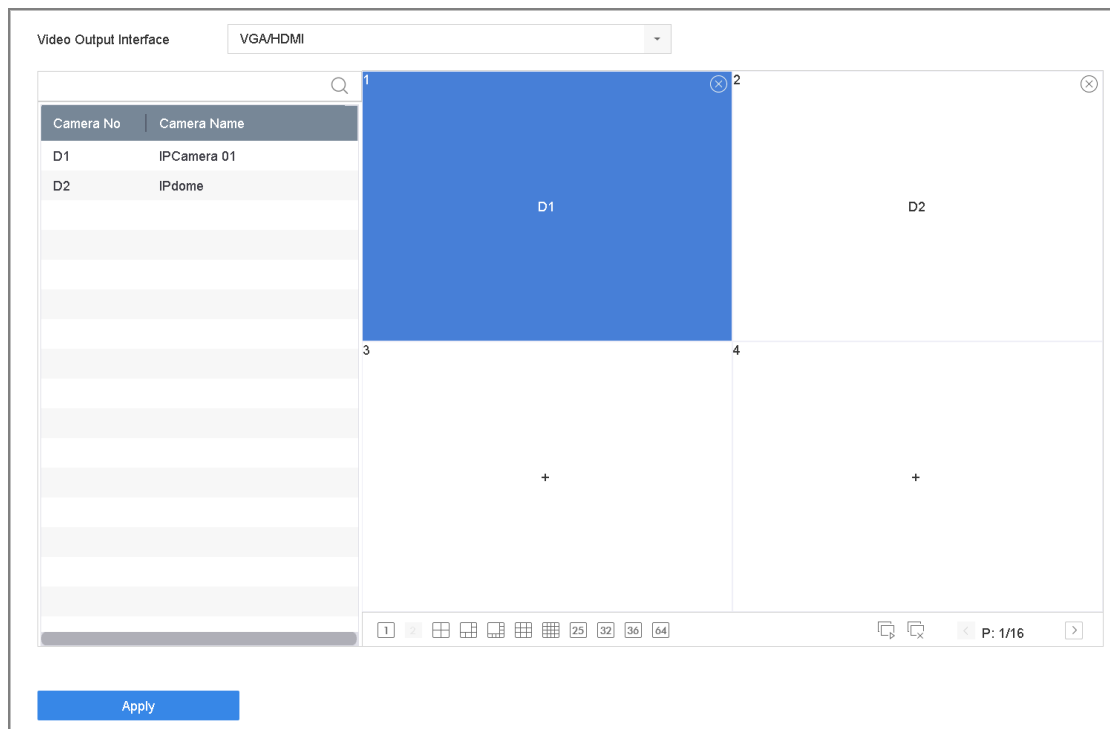 Video Output Interface VGA/HDMI
1
2
Camera No Camera Name
D1 IPCamera 01
D2 IPdome
D1
D2
3
4
+
+
1 2 25 32 36 64 < P: 1/16 >
Apply